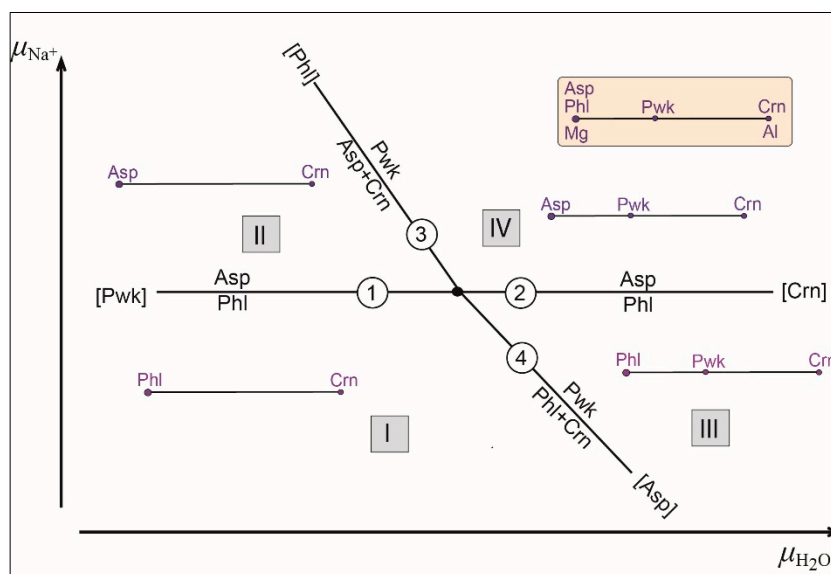 μNa⁺
[Phl]
Pwk
Asp+Crn
Asp
Phl
Pwk
Crn
Mg
Al
Asp
Crn
II
3
IV
Asp
Pwk
Crn
[Pwk]
Asp
Phl
1
2
Asp
Phl
[Crn]
4
Phl
Crn
I
Pwk
Phl+Crn
[Asp]
Phl
Pwk
Crn
III
μH₂O